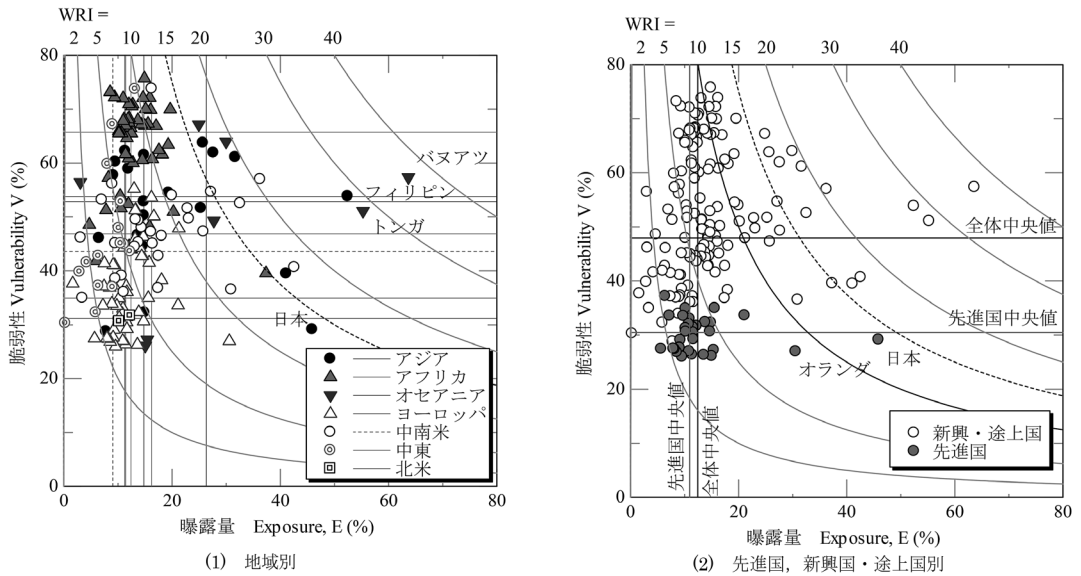 WRI =
2 5 10 15 20 30 40
80
60
40
20
0
0 20 40 60 80
脆弱性 Vulnerability V (%)
バヌアツ
フィリピン
トンガ
日本
アジア
アフリカ
オセアニア
ヨーロッパ
中南米
中東
北米
曝露量 Exposure, E (%)
(1) 地域別
WRI =
2 5 10 15 20 30 40
80
60
40
20
0
0 20 40 60 80
脆弱性 Vulnerability V (%)
全体中央値
先進国中央値
日本
オランダ
先進国中央値
全体中央値
新興・途上国
先進国
曝露量 Exposure, E (%)
(2) 先進国，新興国・途上国別